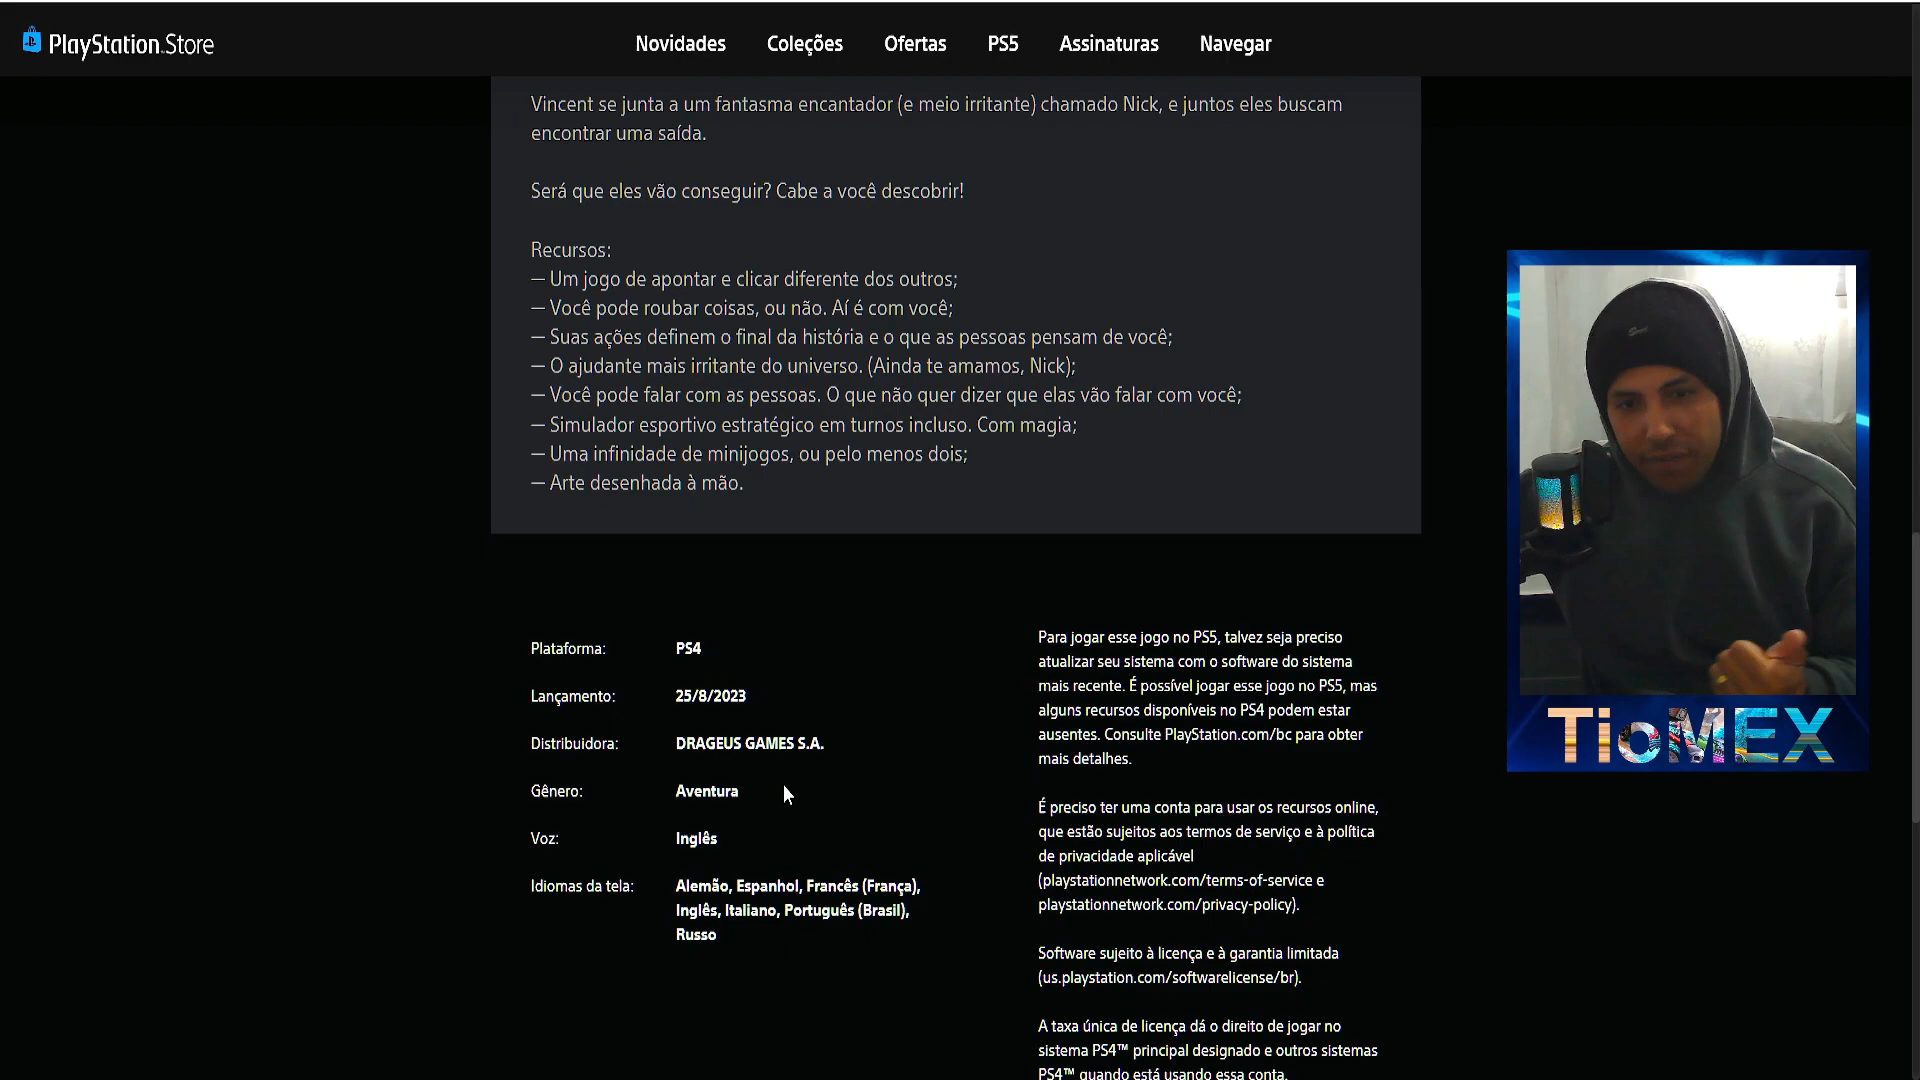 PlayStation Store
Novidades
Coleções
Ofertas
PS5
Assinaturas
Navegar
Vincent se junta a um fantasma encantador (e meio irritante) chamado Nick, e juntos eles buscam
encontrar uma saída.
Será que eles vão conseguir? Cabe a você descobrir!
Recursos:
— Um jogo de apontar e clicar diferente dos outros;
— Você pode roubar coisas, ou não. Aí é com você;
— Suas ações definem o final da história e o que as pessoas pensam de você;
— O ajudante mais irritante do universo. (Ainda te amamos, Nick);
— Você pode falar com as pessoas. O que não quer dizer que elas vão falar com você;
— Simulador esportivo estratégico em turnos incluso. Com magia;
— Uma infinidade de minijogos, ou pelo menos dois;
— Arte desenhada à mão.
Plataforma: PS4
Lançamento: 25/8/2023
Distribuidora: DRAGEUS GAMES S.A.
Gênero: Aventura
Voz: Inglês
Idiomas da tela: Alemão, Espanhol, Francês (França),
Inglês, Italiano, Português (Brasil),
Russo
Para jogar esse jogo no PS5, talvez seja preciso
atualizar seu sistema com o software do sistema
mais recente. É possível jogar esse jogo no PS5, mas
alguns recursos disponíveis no PS4 podem estar
ausentes. Consulte PlayStation.com/bc para obter
mais detalhes.
É preciso ter uma conta para usar os recursos online,
que estão sujeitos aos termos de serviço e à política
de privacidade aplicável
(playstationnetwork.com/terms-of-service e
playstationnetwork.com/privacy-policy).
Software sujeito à licença e à garantia limitada
(us.playstation.com/softwarelicense/br).
A taxa única de licença dá o direito de jogar no
sistema PS4™ principal designado e outros sistemas
PS4™ quando está usando essa conta.
TioMEX